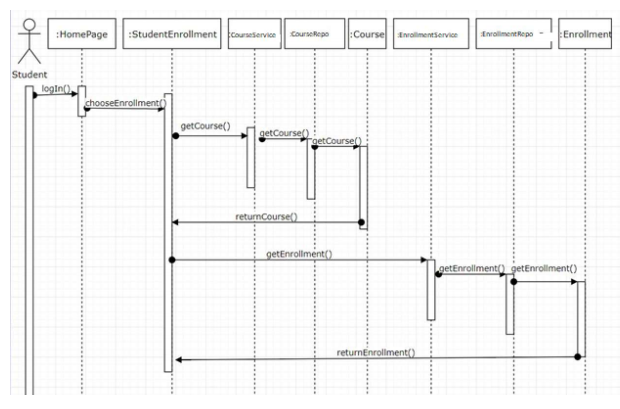 :HomePage
:StudentEnrollment
:CourseService
:CourseRepo
:Course
:EnrollmentService
:EnrollmentRepo
:Enrollment
Student
logIn()
chooseEnrollment()
getCourse()
getCourse()
getCourse()
returnCourse()
getEnrollment()
getEnrollment()
getEnrollment()
returnEnrollment()